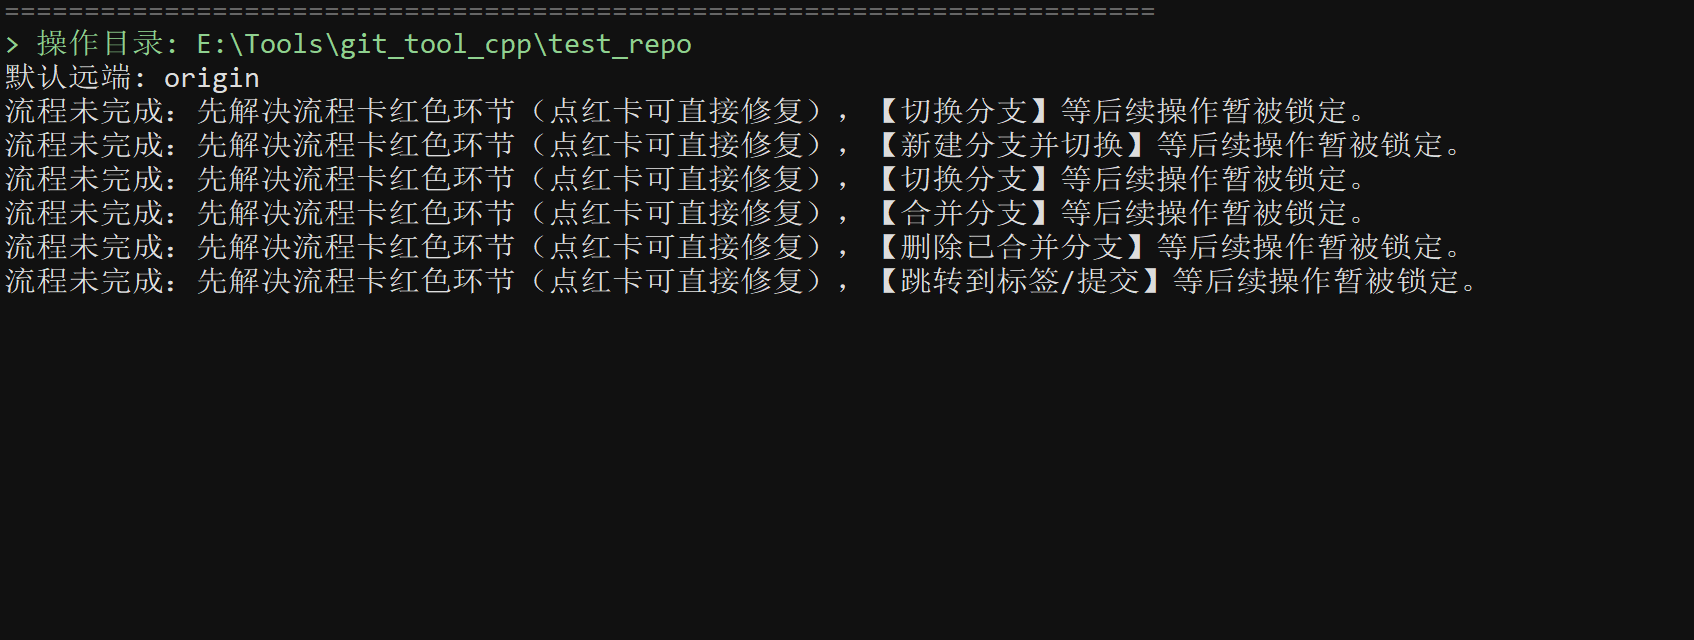 ========================================================================
> 操作目录: E:\Tools\git_tool_cpp\test_repo
默认远端: origin
流程未完成：先解决流程卡红色环节（点红卡可直接修复），【切换分支】等后续操作暂被锁定。
流程未完成：先解决流程卡红色环节（点红卡可直接修复），【新建分支并切换】等后续操作暂被锁定。
流程未完成：先解决流程卡红色环节（点红卡可直接修复），【切换分支】等后续操作暂被锁定。
流程未完成：先解决流程卡红色环节（点红卡可直接修复），【合并分支】等后续操作暂被锁定。
流程未完成：先解决流程卡红色环节（点红卡可直接修复），【删除已合并分支】等后续操作暂被锁定。
流程未完成：先解决流程卡红色环节（点红卡可直接修复），【跳转到标签/提交】等后续操作暂被锁定。